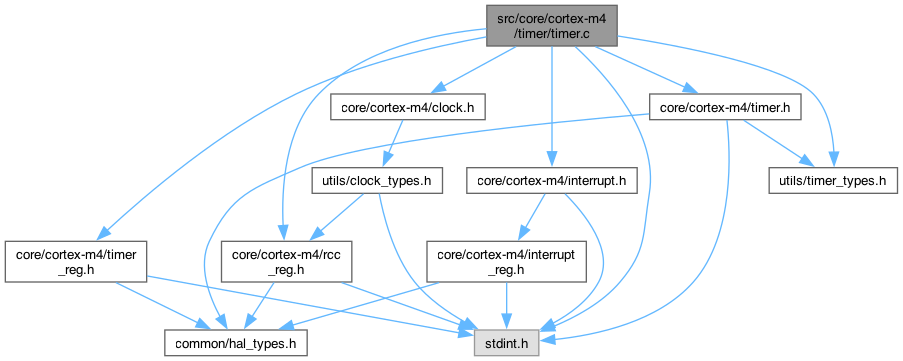 src/core/cortex-m4
/timer/timer.c
core/cortex-m4/clock.h
core/cortex-m4/timer.h
utils/clock_types.h
core/cortex-m4/interrupt.h
utils/timer_types.h
core/cortex-m4/timer
_reg.h
core/cortex-m4/rcc
_reg.h
core/cortex-m4/interrupt
_reg.h
common/hal_types.h
stdint.h